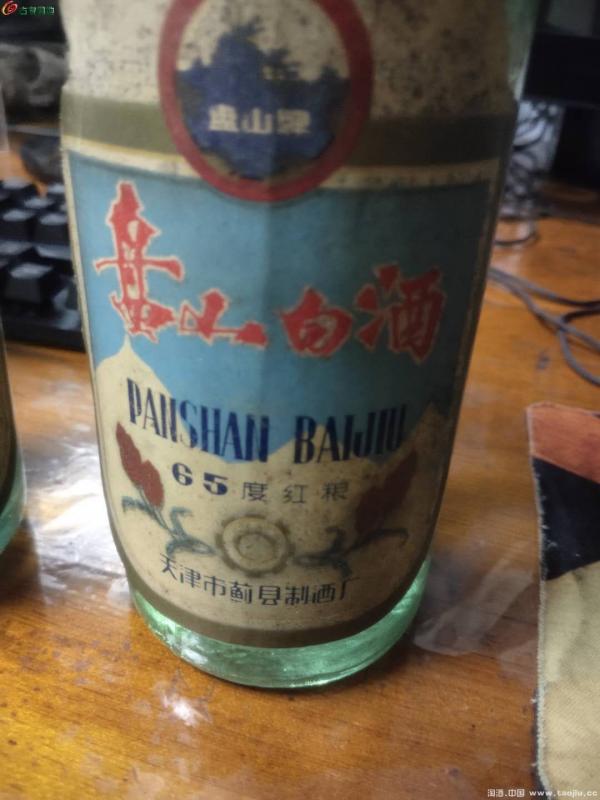 盘山牌
盘山白酒
PANSHAN BAIJIU
65度红粮
天津市蓟县制酒厂
淘酒.中国 www.taojiu.cc